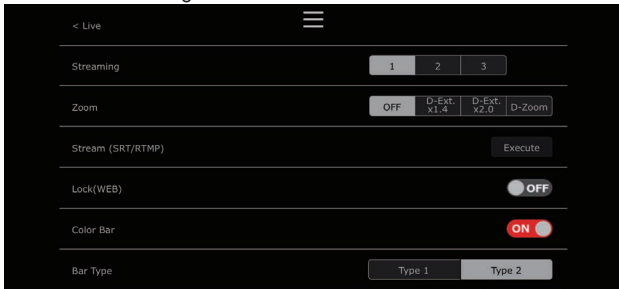 < Live
Streaming
1 2 3
Zoom
OFF D-Ext. x1.4 D-Ext. x2.0 D-Zoom
Stream (SRT/RTMP)
Execute
Lock(WEB)
OFF
Color Bar
ON
Bar Type
Type 1 Type 2